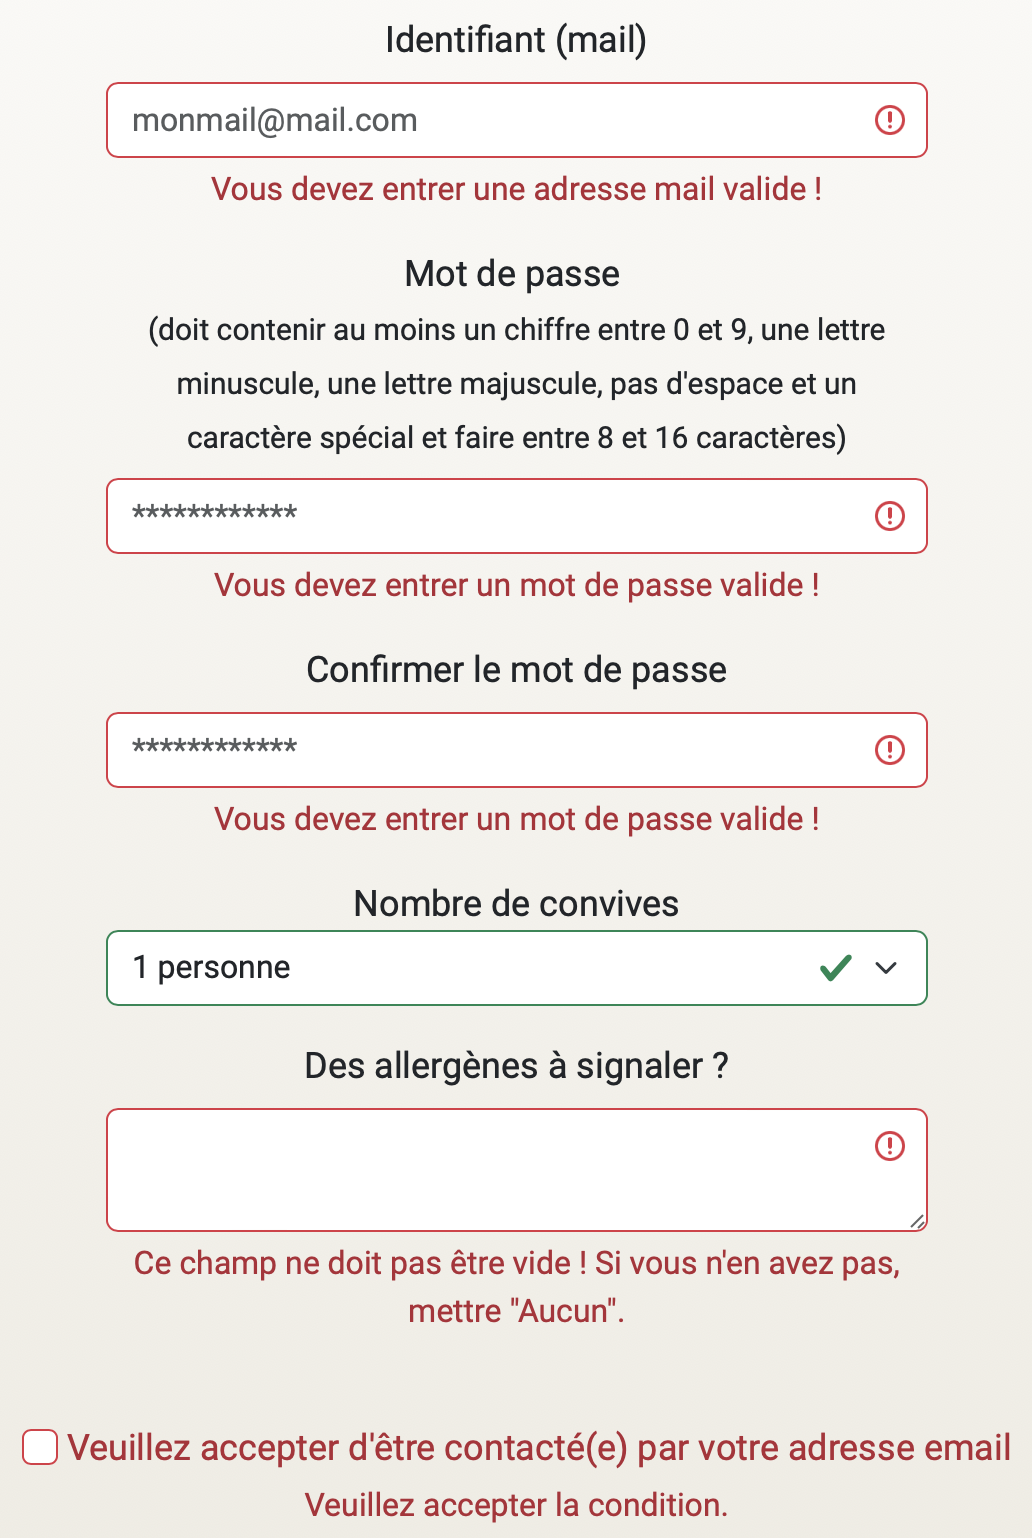 Identifiant (mail)
monmail@mail.com
Vous devez entrer une adresse mail valide !
Mot de passe
(doit contenir au moins un chiffre entre 0 et 9, une lettre
minuscule, une lettre majuscule, pas d'espace et un
caractère spécial et faire entre 8 et 16 caractères)
************
Vous devez entrer un mot de passe valide !
Confirmer le mot de passe
************
Vous devez entrer un mot de passe valide !
Nombre de convives
1 personne
Des allergènes à signaler ?
Ce champ ne doit pas être vide ! Si vous n'en avez pas,
mettre "Aucun".
Veuillez accepter d'être contacté(e) par votre adresse email
Veuillez accepter la condition.